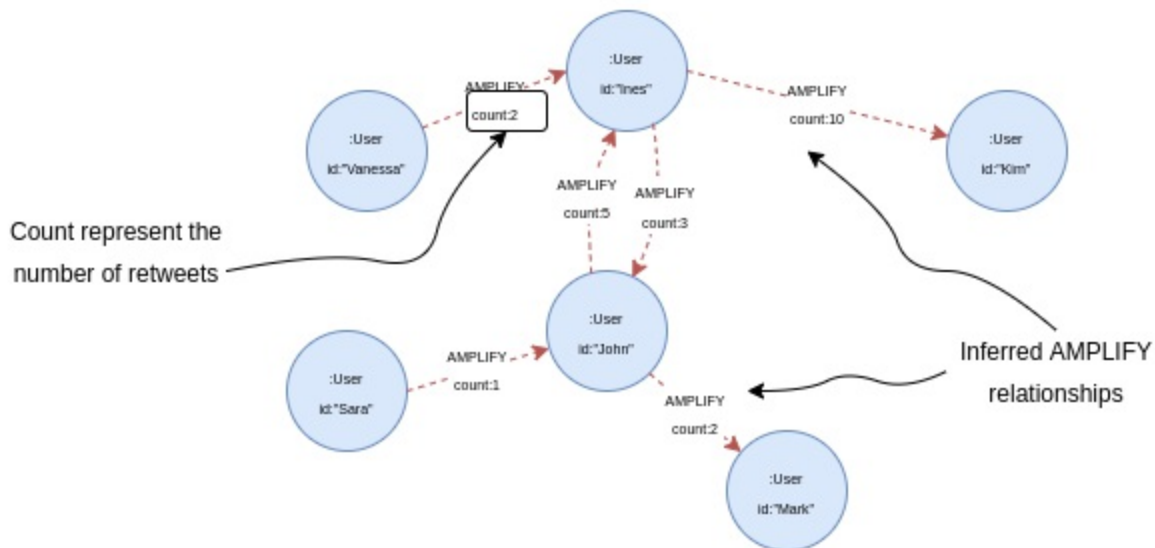 :User
id:"Ines"
AMPLIFY
count:2
AMPLIFY
count:10
:User
id:"Vanessa"
:User
id:"Kim"
AMPLIFY
count:5
AMPLIFY
count:3
Count represent the
number of retweets
:User
id:"John"
Inferred AMPLIFY
relationships
AMPLIFY
count:1
:User
id:"Sara"
AMPLIFY
count:2
:User
id:"Mark"